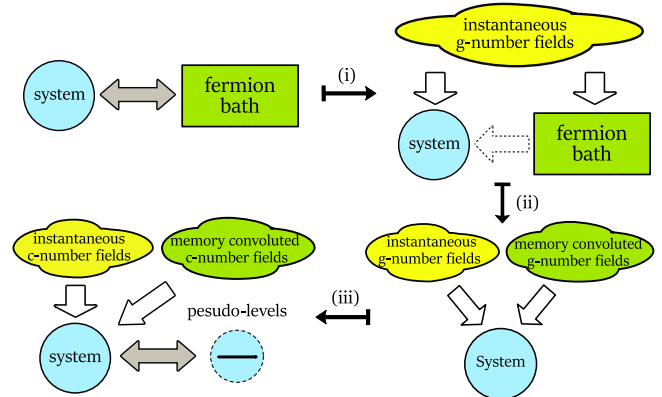 instantaneous
g-number fields
system
fermion
bath
(i)
system
fermion
bath
(ii)
instantaneous
c-number fields
memory convoluted
c-number fields
instantaneous
g-number fields
memory convoluted
g-number fields
(iii)
pesudo-levels
system
System